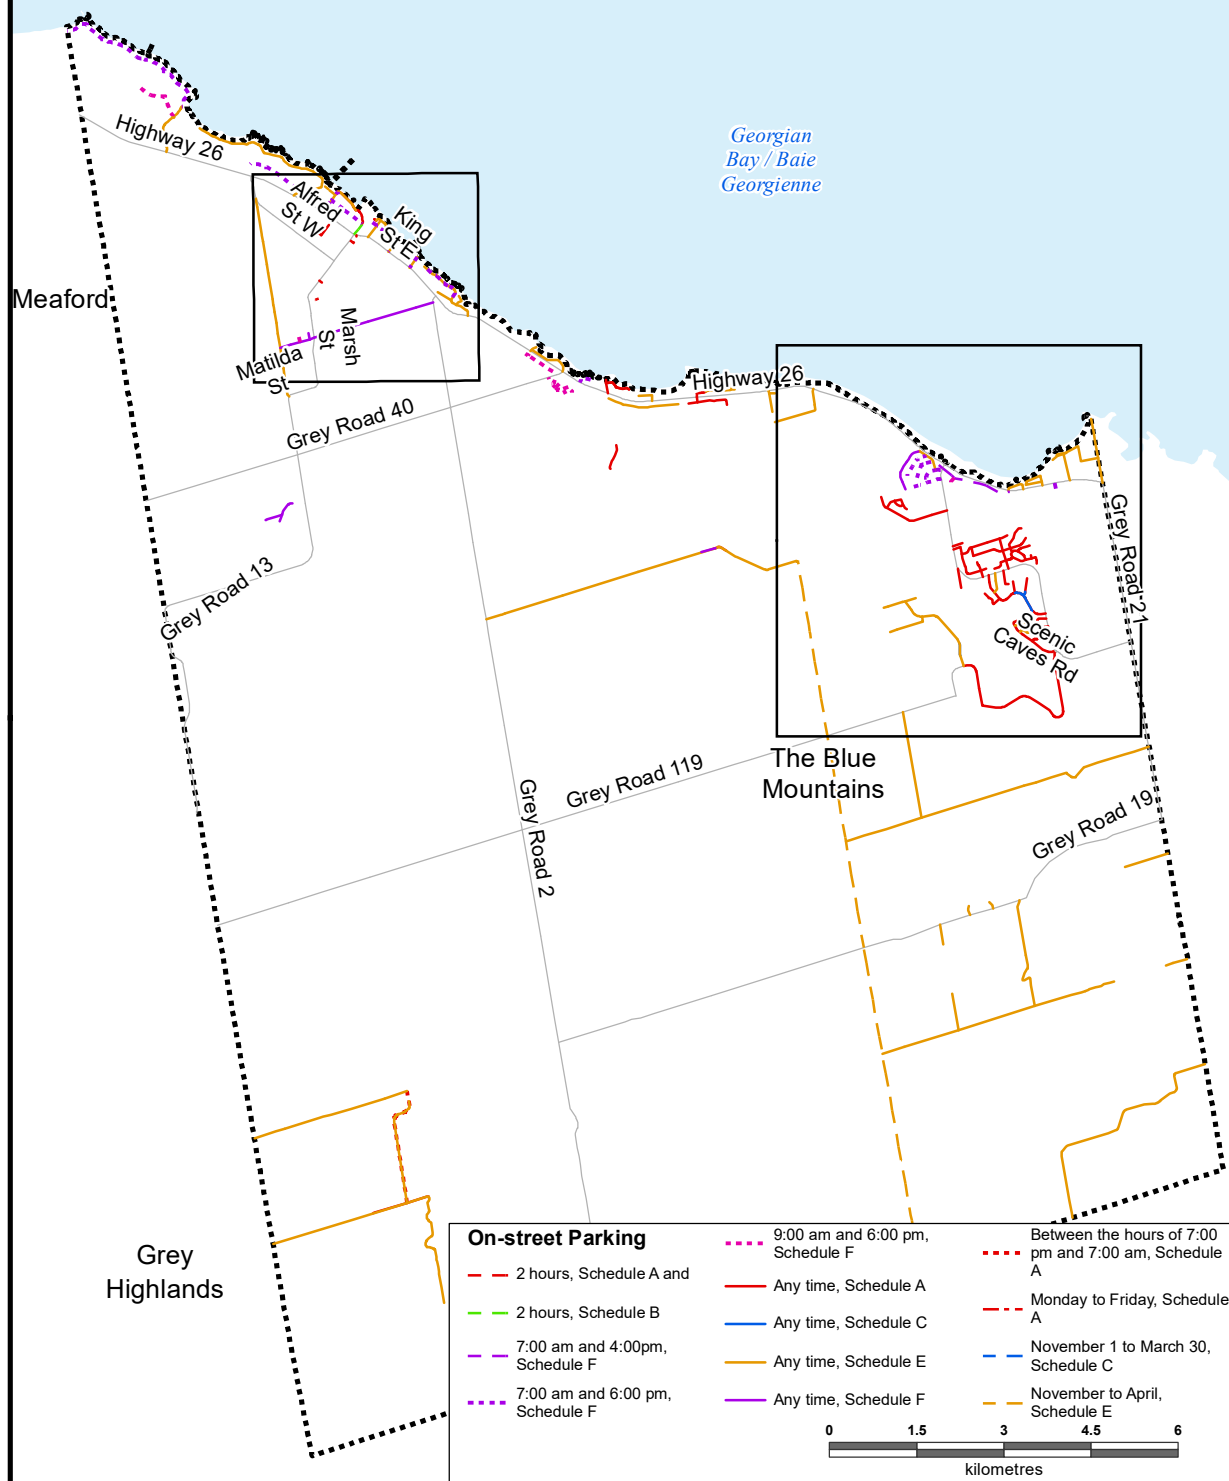 Georgian
Bay / Baie
Georgienne
Highway 26
Alfred
St W
King
St E
Meaford
Marsh
St
Matilda
St
Highway 26
Grey Road 40
Grey Road 21
Grey Road 13
Scenic
Caves Rd
The Blue
Mountains
Grey Road 119
Grey Road 2
Grey Road 19
Grey
Highlands
On-street Parking
2 hours, Schedule A and
2 hours, Schedule B
7:00 am and 4:00pm,
Schedule F
7:00 am and 6:00 pm,
Schedule F
9:00 am and 6:00 pm,
Schedule F
Any time, Schedule A
Any time, Schedule C
Any time, Schedule E
Any time, Schedule F
Between the hours of 7:00
pm and 7:00 am, Schedule
A
Monday to Friday, Schedule
A
November 1 to March 30,
Schedule C
November to April,
Schedule E
0 1.5 3 4.5 6
kilometres